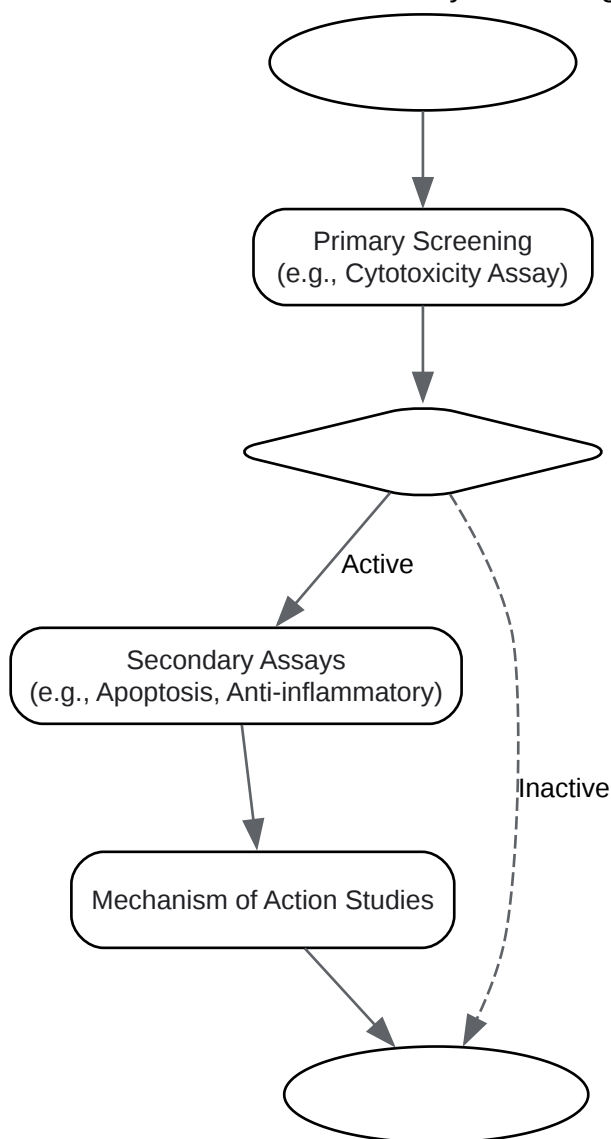 Primary Screening
(e.g., Cytotoxicity Assay)
Active
Secondary Assays
(e.g., Apoptosis, Anti-inflammatory)
Inactive
Mechanism of Action Studies